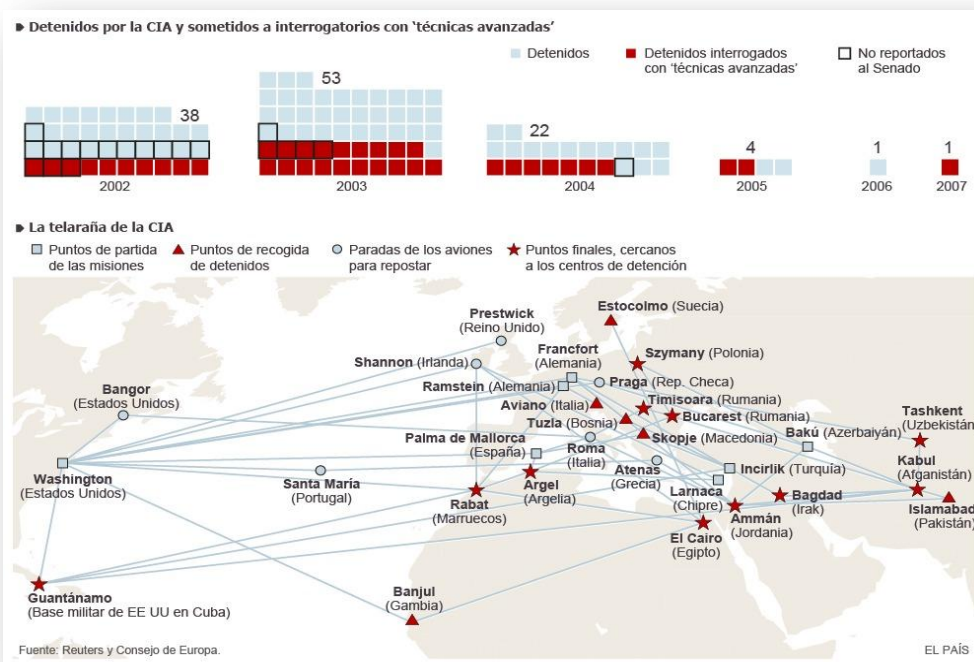 Detenidos por la CIA y sometidos a interrogatorios con ‘técnicas avanzadas’
Detenidos
Detenidos interrogados
con ‘técnicas avanzadas’
No reportados
al Senado
38
2002
53
2003
22
2004
4
2005
1
2006
1
2007
La telaraña de la CIA
Puntos de partida
de las misiones
Puntos de recogida
de detenidos
Paradas de los aviones
para repostar
Puntos finales, cercanos
a los centros de detención
Estocolmo (Suecia)
Prestwick
(Reino Unido)
Francfort
(Alemania)
Szymany (Polonia)
Shannon (Irlanda)
Ramstein (Alemania)
Praga (Rep. Checa)
Bangor
(Estados Unidos)
Timisoara (Rumania)
Aviano (Italia)
Bucarest (Rumania)
Tashkent
(Uzbekistán)
Tuzla (Bosnia)
Skopje (Macedonia)
Bakú (Azerbaiyán)
Palma de Mallorca
(España)
Roma
(Italia)
Kabul
(Afganistán)
Washington
(Estados Unidos)
Santa María
(Portugal)
Argel
(Argelia)
Atenas
(Grecia)
Incirlik (Turquía)
Larnaca
(Chipre)
Bagdad
(Irak)
Rabat
(Marruecos)
Islamabad
(Pakistán)
Ammán
(Jordania)
El Cairo
(Egipto)
Guantánamo
(Base militar de EE UU en Cuba)
Banjul
(Gambia)
Fuente: Reuters y Consejo de Europa.
EL PAÍS